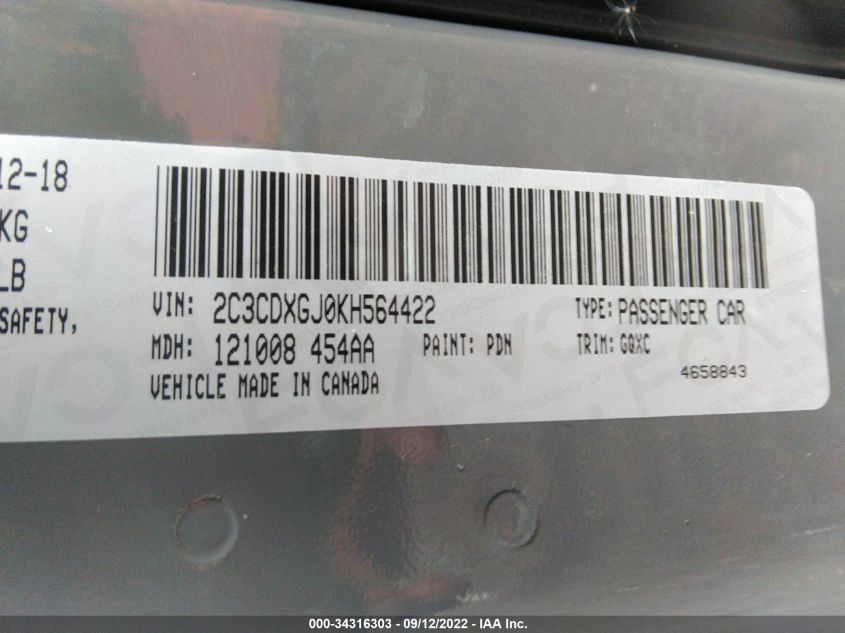 12-18
KG
LB
SAFETY,
VIN: 2C3CDXGJ0KH564422 TYPE: PASSENGER CAR
MDH: 121008 454AA PAINT: PDN TRIM: GQXC
VEHICLE MADE IN CANADA 4658843
000-34316303 - 09/12/2022 - IAA Inc.